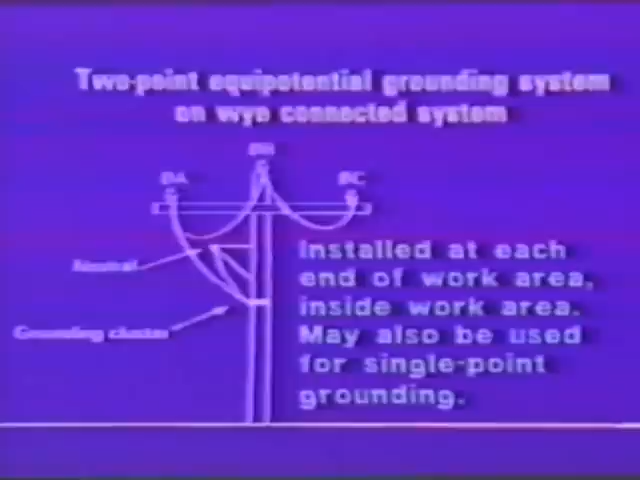 Two-point equipotential grounding system
on wye connected system
ØB
ØA
ØC
Installed at each
end of work area,
inside work area.
May also be used
for single-point
grounding.
Neutral
Grounding cluster